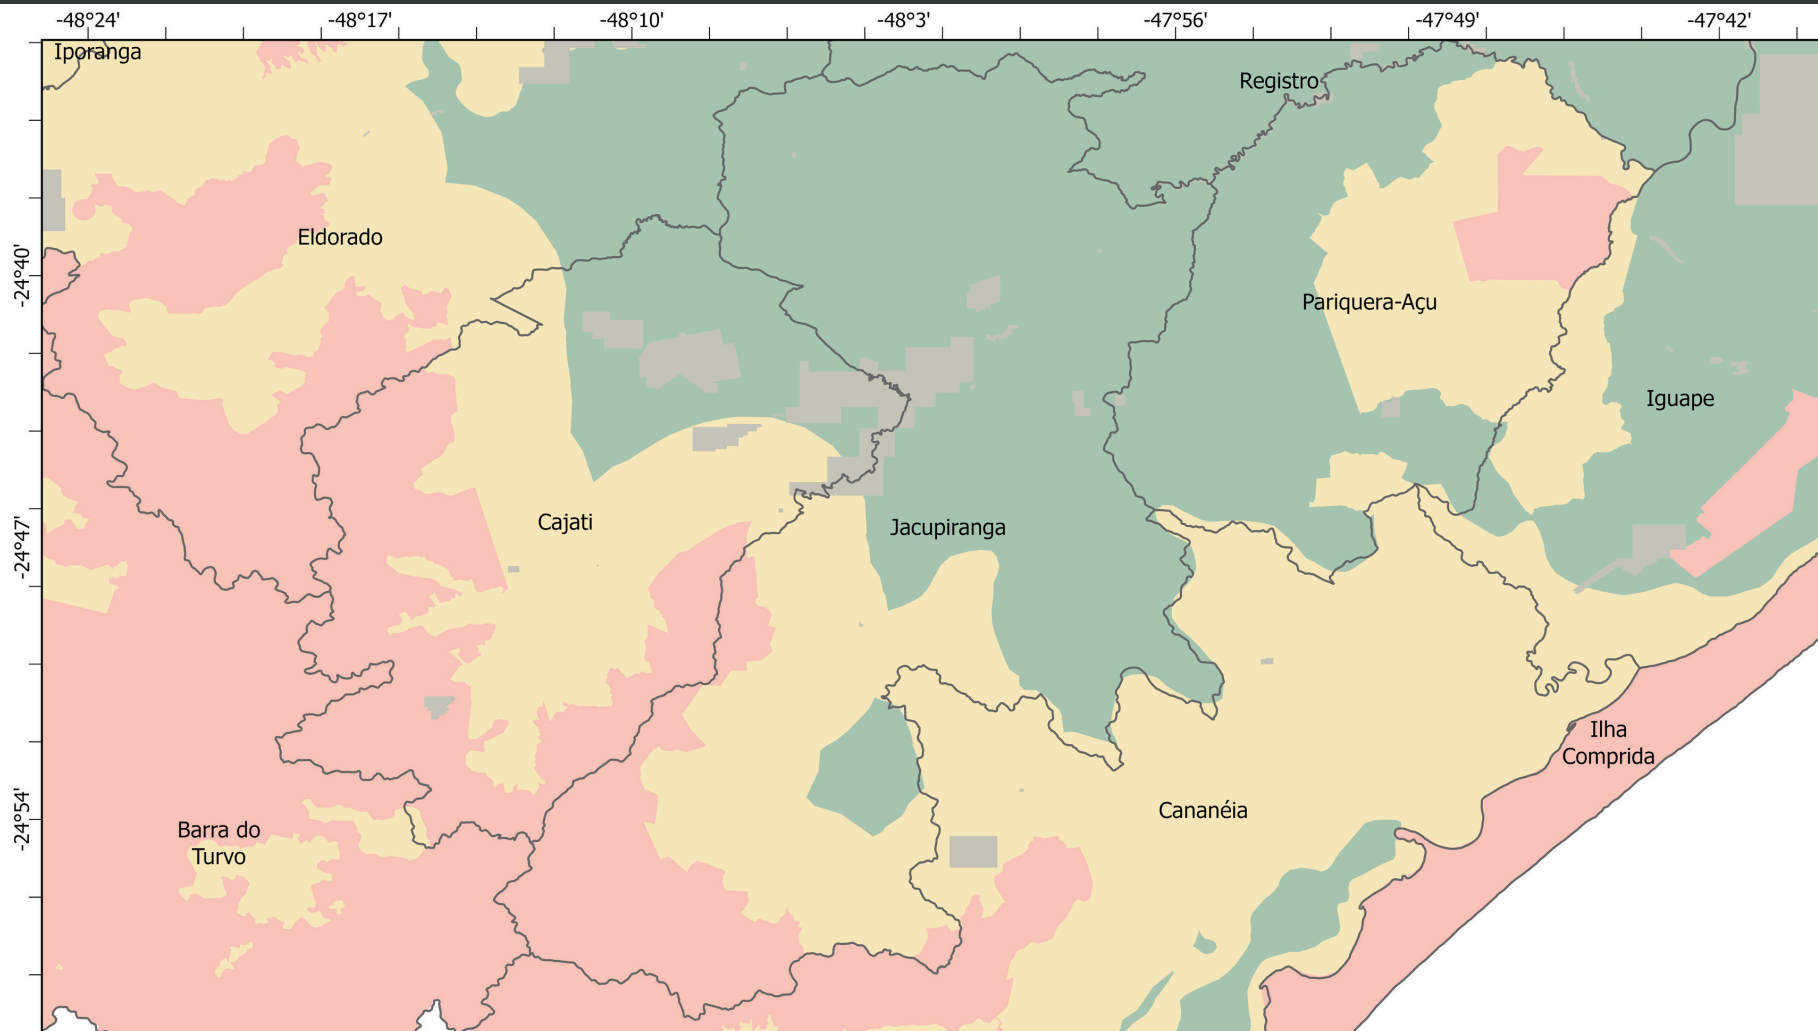 -48°24' -48°17' -48°10' -48°3' -47°56' -47°49' -47°42'
Iporanga
Registro
Eldorado
-24°40'
Pariquera-Açu
Iguape
Cajati
Jacupiranga
-24°47'
Ilha
Comprida
Cananéia
-24°54'
Barra do
Turvo